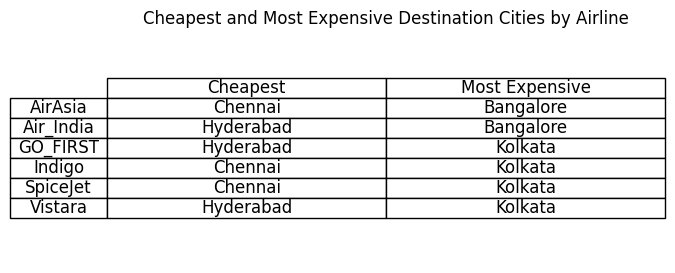 Cheapest and Most Expensive Destination Cities by Airline
Cheapest Most Expensive
AirAsia Chennai Bangalore
Air_India Hyderabad Bangalore
GO_FIRST Hyderabad Kolkata
Indigo Chennai Kolkata
SpiceJet Chennai Kolkata
Vistara Hyderabad Kolkata